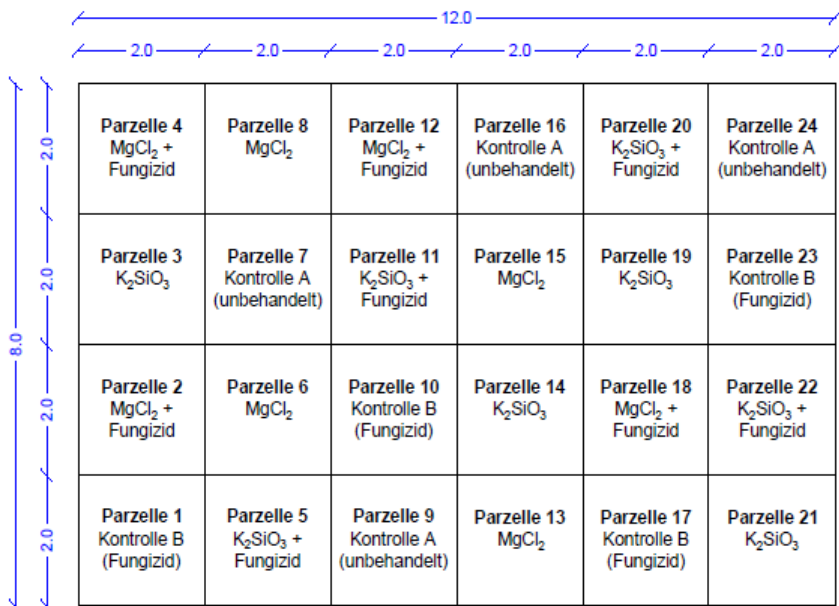 12.0
2.0 2.0 2.0 2.0 2.0 2.0
8.0
2.0
Parzelle 4
MgCl₂ +
Fungizid
Parzelle 8
MgCl₂
Parzelle 12
MgCl₂ +
Fungizid
Parzelle 16
Kontrolle A
(unbehandelt)
Parzelle 20
K₂SiO₃ +
Fungizid
Parzelle 24
Kontrolle A
(unbehandelt)
2.0
Parzelle 3
K₂SiO₃
Parzelle 7
Kontrolle A
(unbehandelt)
Parzelle 11
K₂SiO₃ +
Fungizid
Parzelle 15
MgCl₂
Parzelle 19
K₂SiO₃
Parzelle 23
Kontrolle B
(Fungizid)
2.0
Parzelle 2
MgCl₂ +
Fungizid
Parzelle 6
MgCl₂
Parzelle 10
Kontrolle B
(Fungizid)
Parzelle 14
K₂SiO₃
Parzelle 18
MgCl₂ +
Fungizid
Parzelle 22
K₂SiO₃ +
Fungizid
2.0
Parzelle 1
Kontrolle B
(Fungizid)
Parzelle 5
K₂SiO₃ +
Fungizid
Parzelle 9
Kontrolle A
(unbehandelt)
Parzelle 13
MgCl₂
Parzelle 17
Kontrolle B
(Fungizid)
Parzelle 21
K₂SiO₃